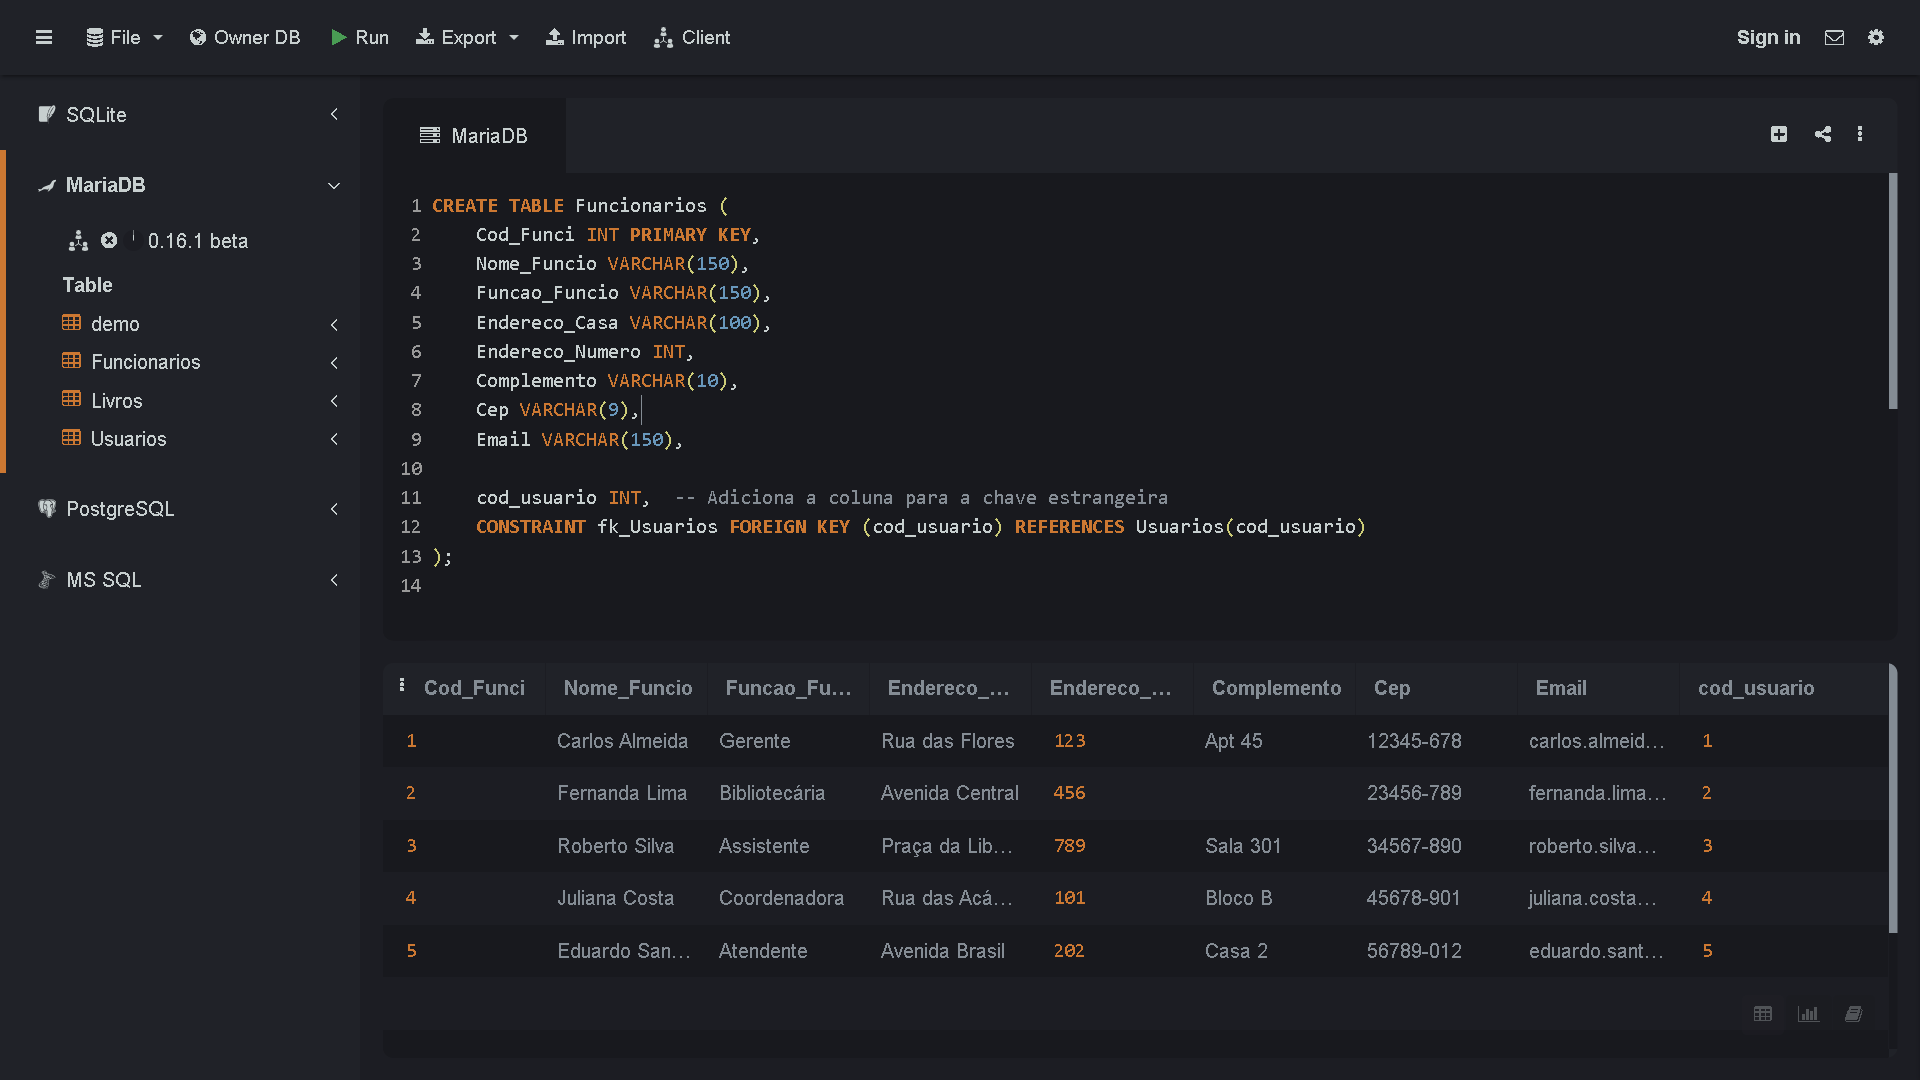 File Owner DB Run Export Import Client Sign in
SQLite
MariaDB
0.16.1 beta
Table
demo
Funcionarios
Livros
Usuarios
PostgreSQL
MS SQL
MariaDB
1 CREATE TABLE Funcionarios (
2 Cod_Funci INT PRIMARY KEY,
3 Nome_Funcio VARCHAR(150),
4 Funcao_Funcio VARCHAR(150),
5 Endereco_Casa VARCHAR(100),
6 Endereco_Numero INT,
7 Complemento VARCHAR(10),
8 Cep VARCHAR(9),
9 Email VARCHAR(150),
10
11 cod_usuario INT, -- Adiciona a coluna para a chave estrangeira
12 CONSTRAINT fk_Usuarios FOREIGN KEY (cod_usuario) REFERENCES Usuarios(cod_usuario)
13 );
14
Cod_Funci Nome_Funcio Funcao_Fu... Endereco_... Endereco_... Complemento Cep Email cod_usuario
1 Carlos Almeida Gerente Rua das Flores 123 Apt 45 12345-678 carlos.almeid... 1
2 Fernanda Lima Bibliotecária Avenida Central 456 23456-789 fernanda.lima... 2
3 Roberto Silva Assistente Praça da Lib... 789 Sala 301 34567-890 roberto.silva... 3
4 Juliana Costa Coordenadora Rua das Acá... 101 Bloco B 45678-901 juliana.costa... 4
5 Eduardo San... Atendente Avenida Brasil 202 Casa 2 56789-012 eduardo.sant... 5